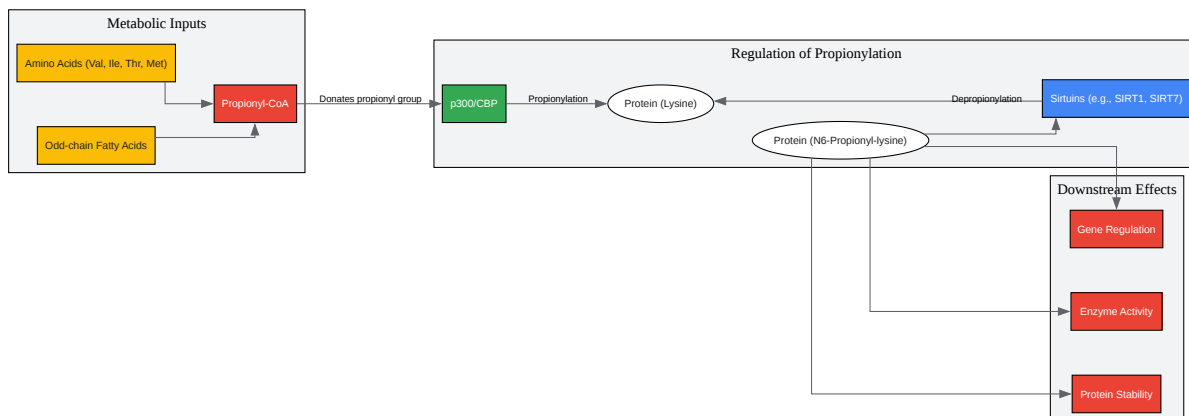 Metabolic Inputs
Amino Acids (Val, Ile, Thr, Met)
Propionyl-CoA
Odd-chain Fatty Acids
Donates propionyl group
Regulation of Propionylation
p300/CBP
Propionylation
Protein (Lysine)
Depropionylation
Sirtuins (e.g., SIRT1, SIRT7)
Protein (N6-Propionyl-lysine)
Downstream Effects
Gene Regulation
Enzyme Activity
Protein Stability